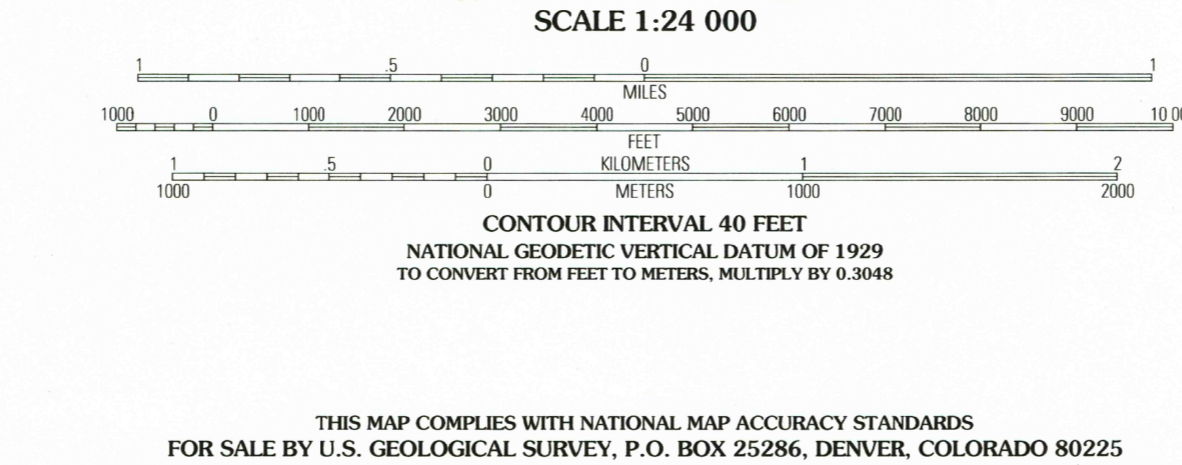 SCALE 1:24 000
1 .5 0 1
MILES
1000 0 1000 2000 3000 4000 5000 6000 7000 8000 9000 10 00
FEET
1 .5 0 KILOMETERS 1 2
1000 0 METERS 1000 2000
CONTOUR INTERVAL 40 FEET
NATIONAL GEODETIC VERTICAL DATUM OF 1929
TO CONVERT FROM FEET TO METERS, MULTIPLY BY 0.3048
THIS MAP COMPLIES WITH NATIONAL MAP ACCURACY STANDARDS
FOR SALE BY U.S. GEOLOGICAL SURVEY, P.O. BOX 25286, DENVER, COLORADO 80225